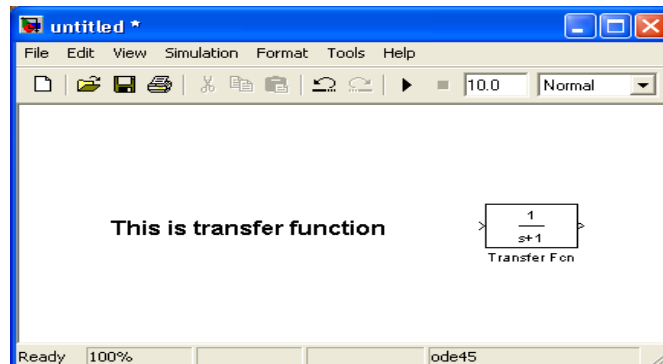 untitled *
File Edit View Simulation Format Tools Help
10.0 Normal
This is transfer function
1
s+1
Transfer Fcn
Ready 100% ode45